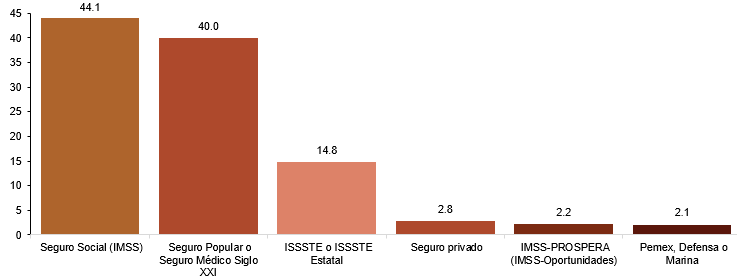 45
40
35
30
25
20
15
10
5
0
44.1
40.0
14.8
2.8
2.2
2.1
Seguro Social (IMSS)
Seguro Popular o
Seguro Médico Siglo
XXI
ISSSTE o ISSSTE
Estatal
Seguro privado
IMSS-PROSPERA
(IMSS-Oportunidades)
Pemex, Defensa o
Marina